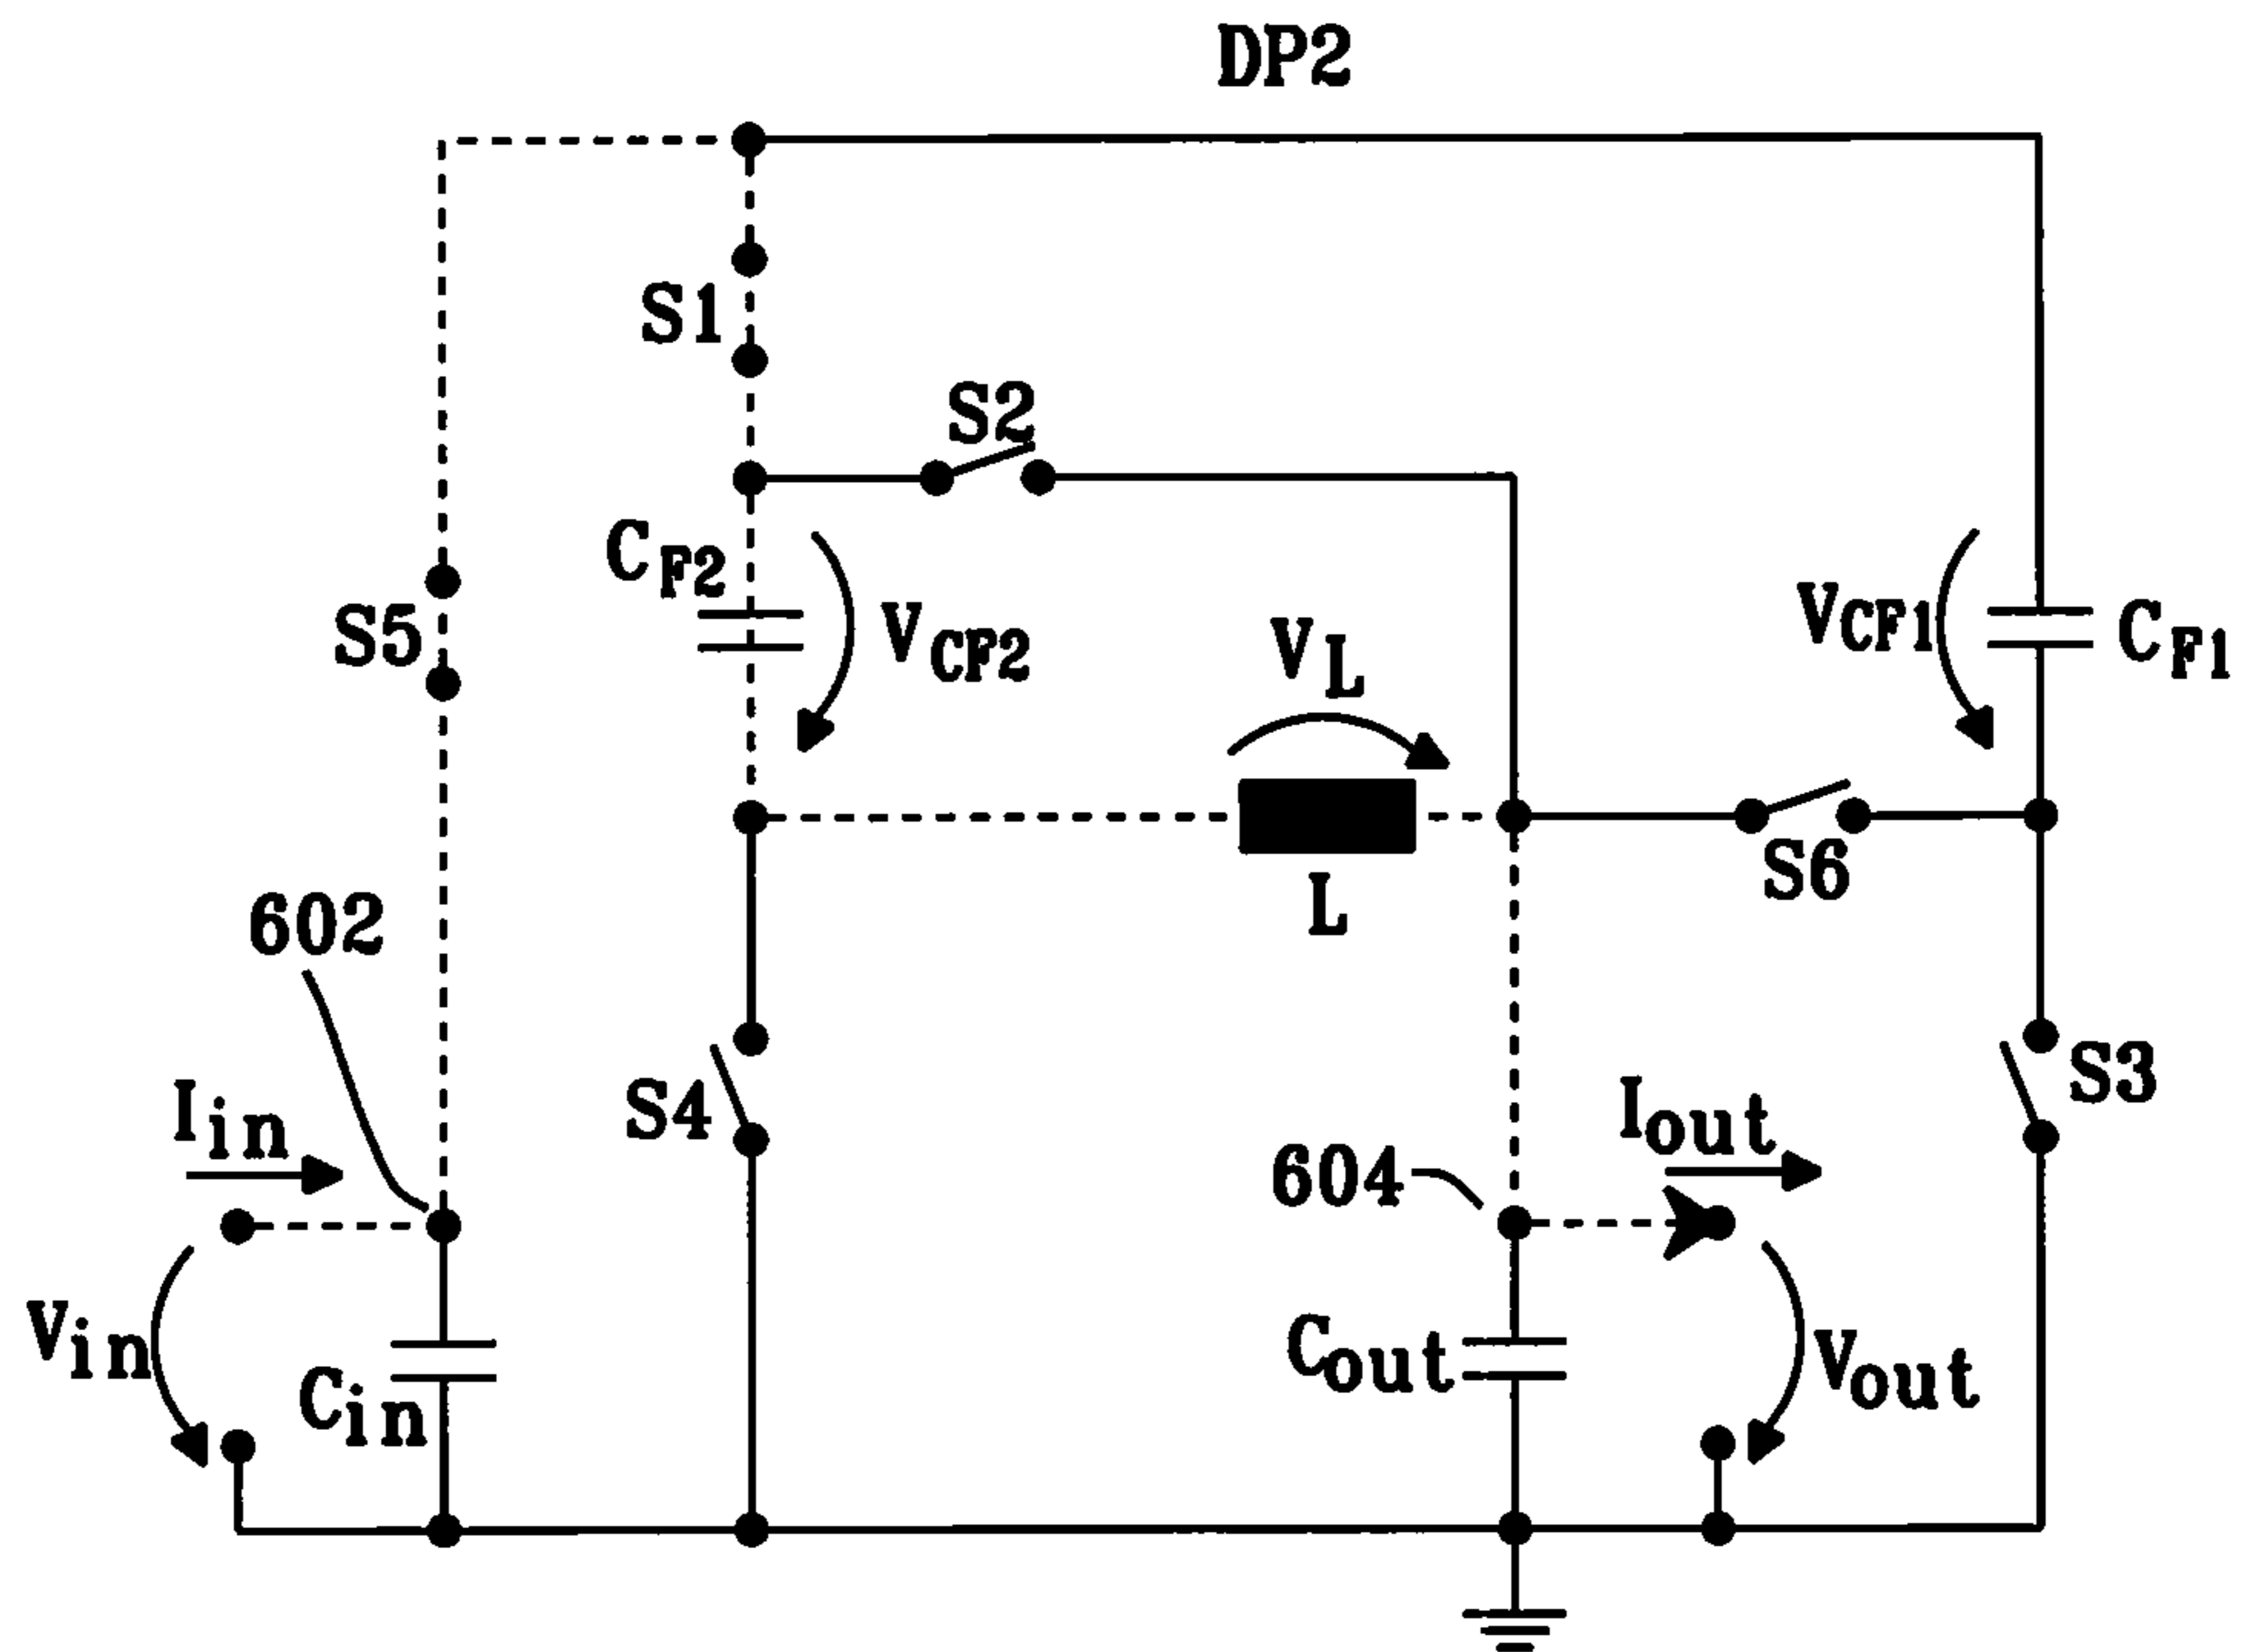 DP2
S1
S2
CF2
VCF2
S5
VL
VCF1
CF1
L
S6
602
Iin
S4
604
Iout
S3
Vin
Cin
Cout
Vout